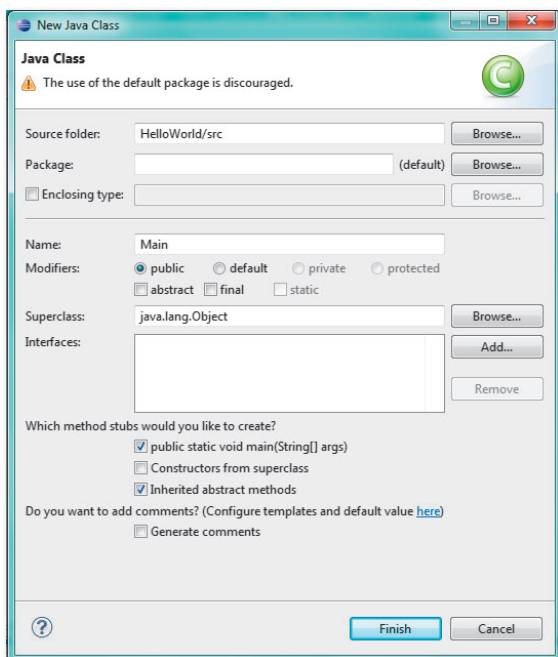 New Java Class
Java Class
The use of the default package is discouraged.
Source folder: HelloWorld/src Browse...
Package: (default) Browse...
Enclosing type: Browse...
Name: Main
Modifiers: public default private protected
abstract final static
Superclass: java.lang.Object Browse...
Interfaces: Add...
Remove
Which method stubs would you like to create?
public static void main(String[] args)
Constructors from superclass
Inherited abstract methods
Do you want to add comments? (Configure templates and default value here)
Generate comments
Finish Cancel